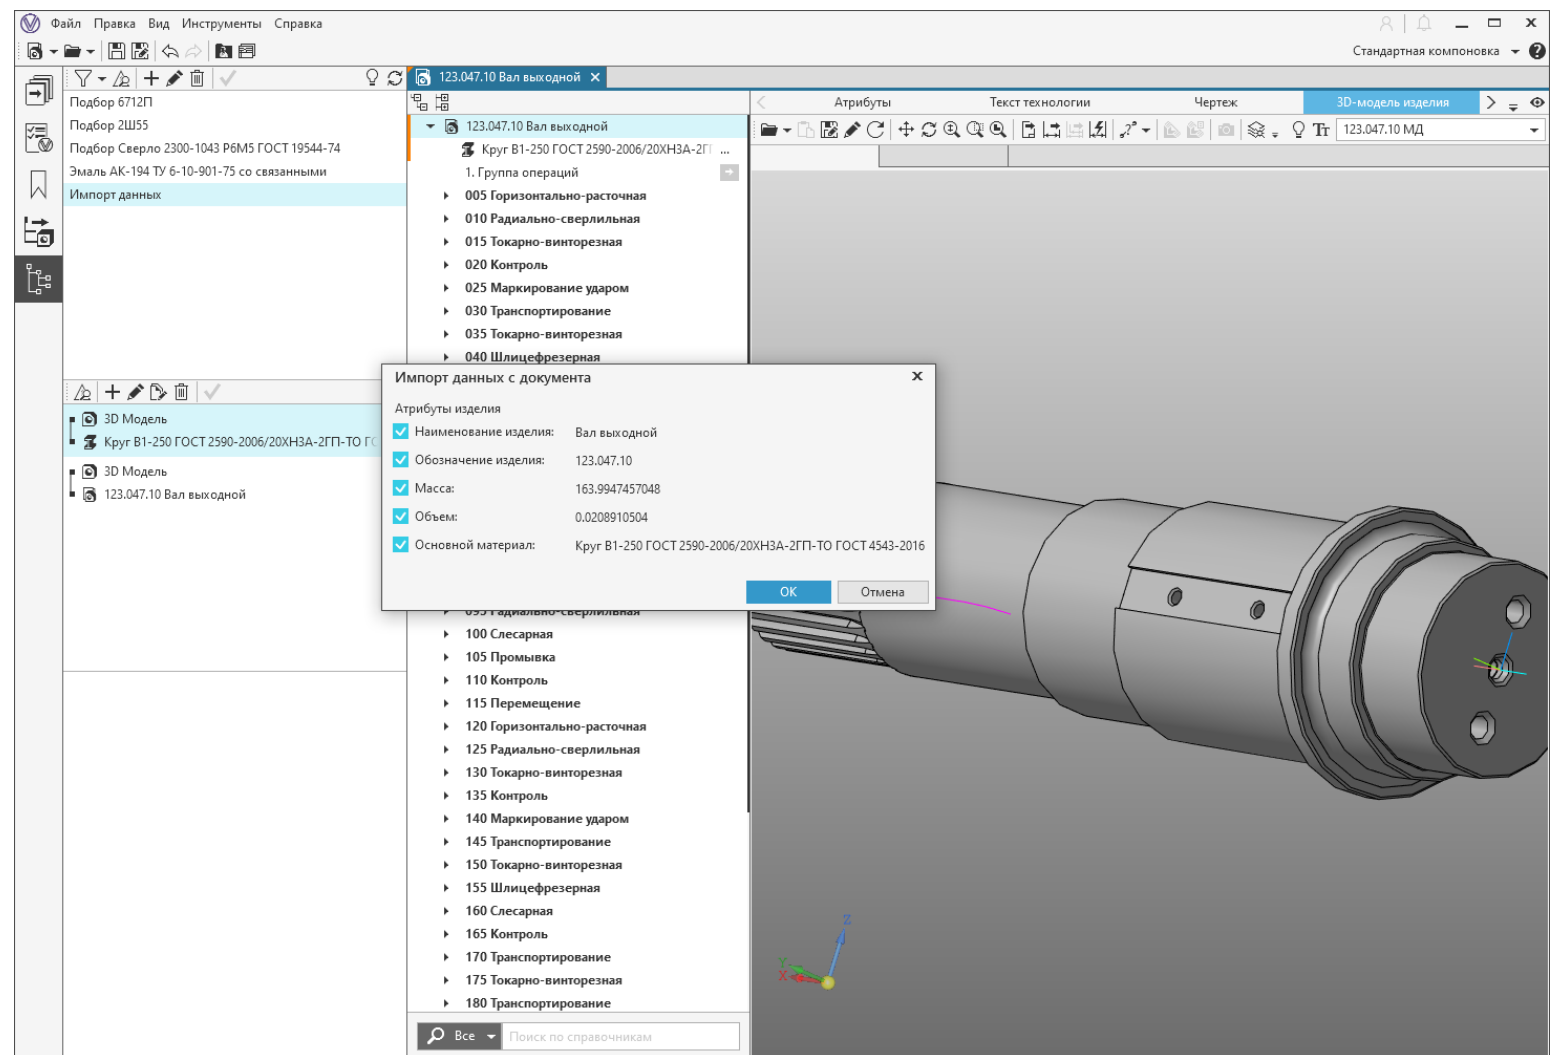 Файл Правка Вид Инструменты Справка
Стандартная компоновка
Подбор 6712П
Подбор 2Ш55
Подбор Сверло 2300-1043 Р6М5 ГОСТ 19544-74
Эмаль АК-194 ТУ 6-10-901-75 со связанными
Импорт данных
3D Модель
Круг В1-250 ГОСТ 2590-2006/20ХН3А-2ГП-ТО ГС
3D Модель
123.047.10 Вал выходной
123.047.10 Вал выходной
123.047.10 Вал выходной
Круг В1-250 ГОСТ 2590-2006/20ХН3А-2ГП ...
1. Группа операций
005 Горизонтально-расточная
010 Радиально-сверлильная
015 Токарно-винторезная
020 Контроль
025 Маркирование ударом
030 Транспортирование
035 Токарно-винторезная
040 Шлицефрезерная
095 Радиально-сверлильная
100 Слесарная
105 Промывка
110 Контроль
115 Перемещение
120 Горизонтально-расточная
125 Радиально-сверлильная
130 Токарно-винторезная
135 Контроль
140 Маркирование ударом
145 Транспортирование
150 Токарно-винторезная
155 Шлицефрезерная
160 Слесарная
165 Контроль
170 Транспортирование
175 Токарно-винторезная
180 Транспортирование
Все
Поиск по справочникам
Атрибуты Текст технологии Чертеж 3D-модель изделия
Тт 123.047.10 МД
Импорт данных с документа
Атрибуты изделия
Наименование изделия: Вал выходной
Обозначение изделия: 123.047.10
Масса: 163.9947457048
Объем: 0.0208910504
Основной материал: Круг В1-250 ГОСТ 2590-2006/20ХН3А-2ГП-ТО ГОСТ 4543-2016
ОК Отмена
Z
Y
X